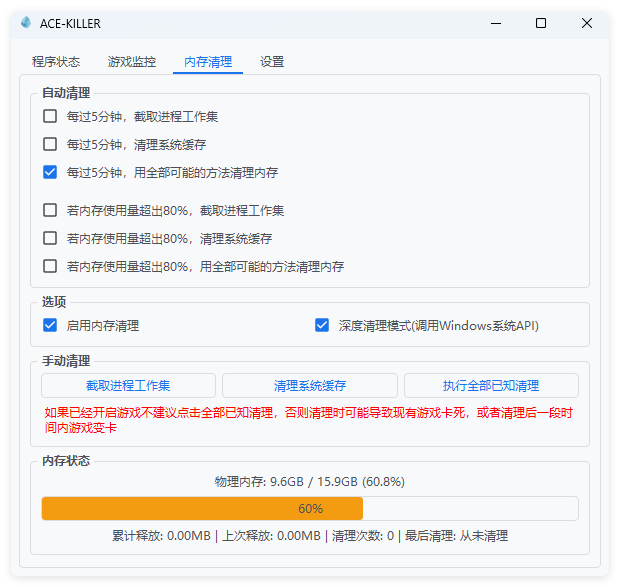 ACE-KILLER
程序状态 游戏监控 内存清理 设置
自动清理
每过5分钟，截取进程工作集
每过5分钟，清理系统缓存
每过5分钟，用全部可能的方法清理内存
若内存使用量超出80%，截取进程工作集
若内存使用量超出80%，清理系统缓存
若内存使用量超出80%，用全部可能的方法清理内存
选项
启用内存清理 深度清理模式(调用Windows系统API)
手动清理
截取进程工作集 清理系统缓存 执行全部已知清理
如果已经开启游戏不建议点击全部已知清理，否则清理时可能导致现有游戏卡死，或者清理后一段时
间内游戏变卡
内存状态
物理内存: 9.6GB / 15.9GB (60.8%)
60%
累计释放: 0.00MB | 上次释放: 0.00MB | 清理次数: 0 | 最后清理: 从未清理